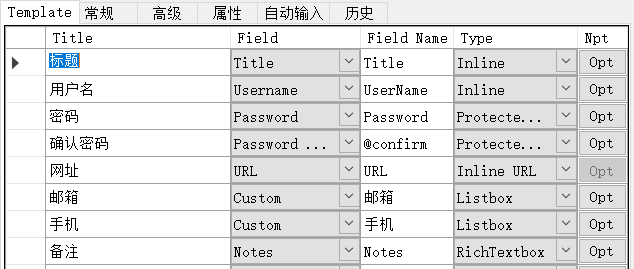 Template 常规 高级 属性 自动输入 历史
Title Field Field Name Type Npt
标题 Title Title Inline Opt
用户名 Username UserName Inline Opt
密码 Password Password Protecte... Opt
确认密码 Password ... @confirm Protecte... Opt
网址 URL URL Inline URL Opt
邮箱 Custom 邮箱 Listbox Opt
手机 Custom 手机 Listbox Opt
备注 Notes Notes RichTextbox Opt